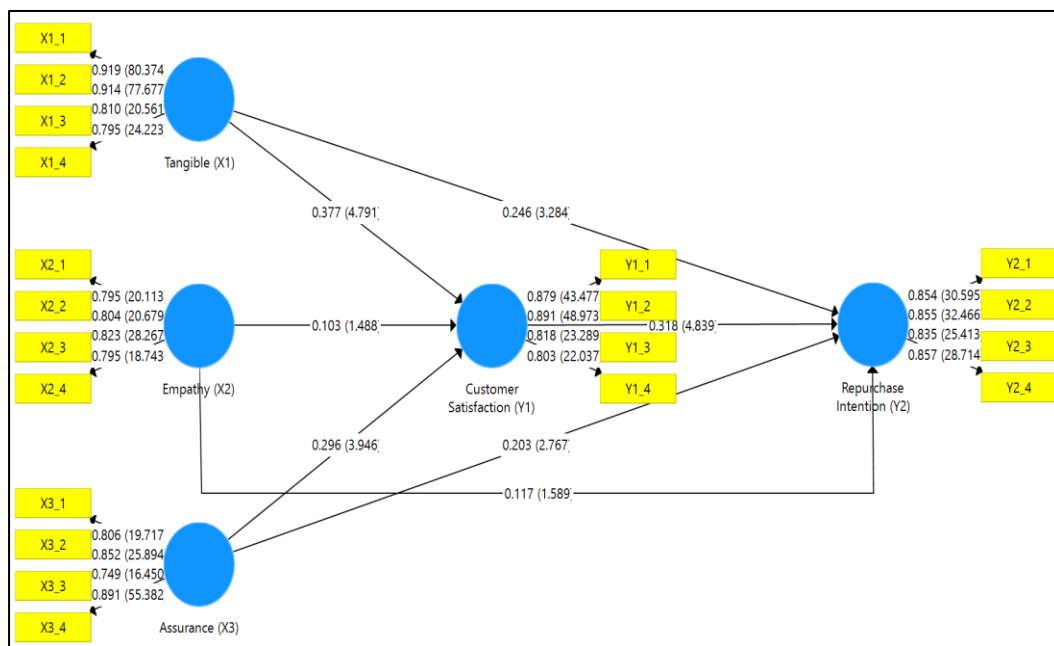 X1_1
X1_2
X1_3
X1_4
0.919 (80.374
0.914 (77.677
0.810 (20.561
0.795 (24.223
Tangible (X1)
0.377 (4.791)
0.246 (3.284)
X2_1
X2_2
X2_3
X2_4
0.795 (20.113
0.804 (20.679
0.823 (28.267
0.795 (18.743
Empathy (X2)
0.103 (1.488)
Y1_1
Y1_2
Y1_3
Y1_4
0.879 (43.477
0.891 (48.973
0.818 (23.289
0.803 (22.037
0.318 (4.839)
Customer
Satisfaction (Y1)
Y2_1
Y2_2
Y2_3
Y2_4
0.854 (30.595
0.855 (32.466
0.835 (25.413
0.857 (28.714
Repurchase
Intention (Y2)
0.296 (3.946)
0.203 (2.767)
0.117 (1.589)
X3_1
X3_2
X3_3
X3_4
0.806 (19.717
0.852 (25.894
0.749 (16.450
0.891 (55.382
Assurance (X3)